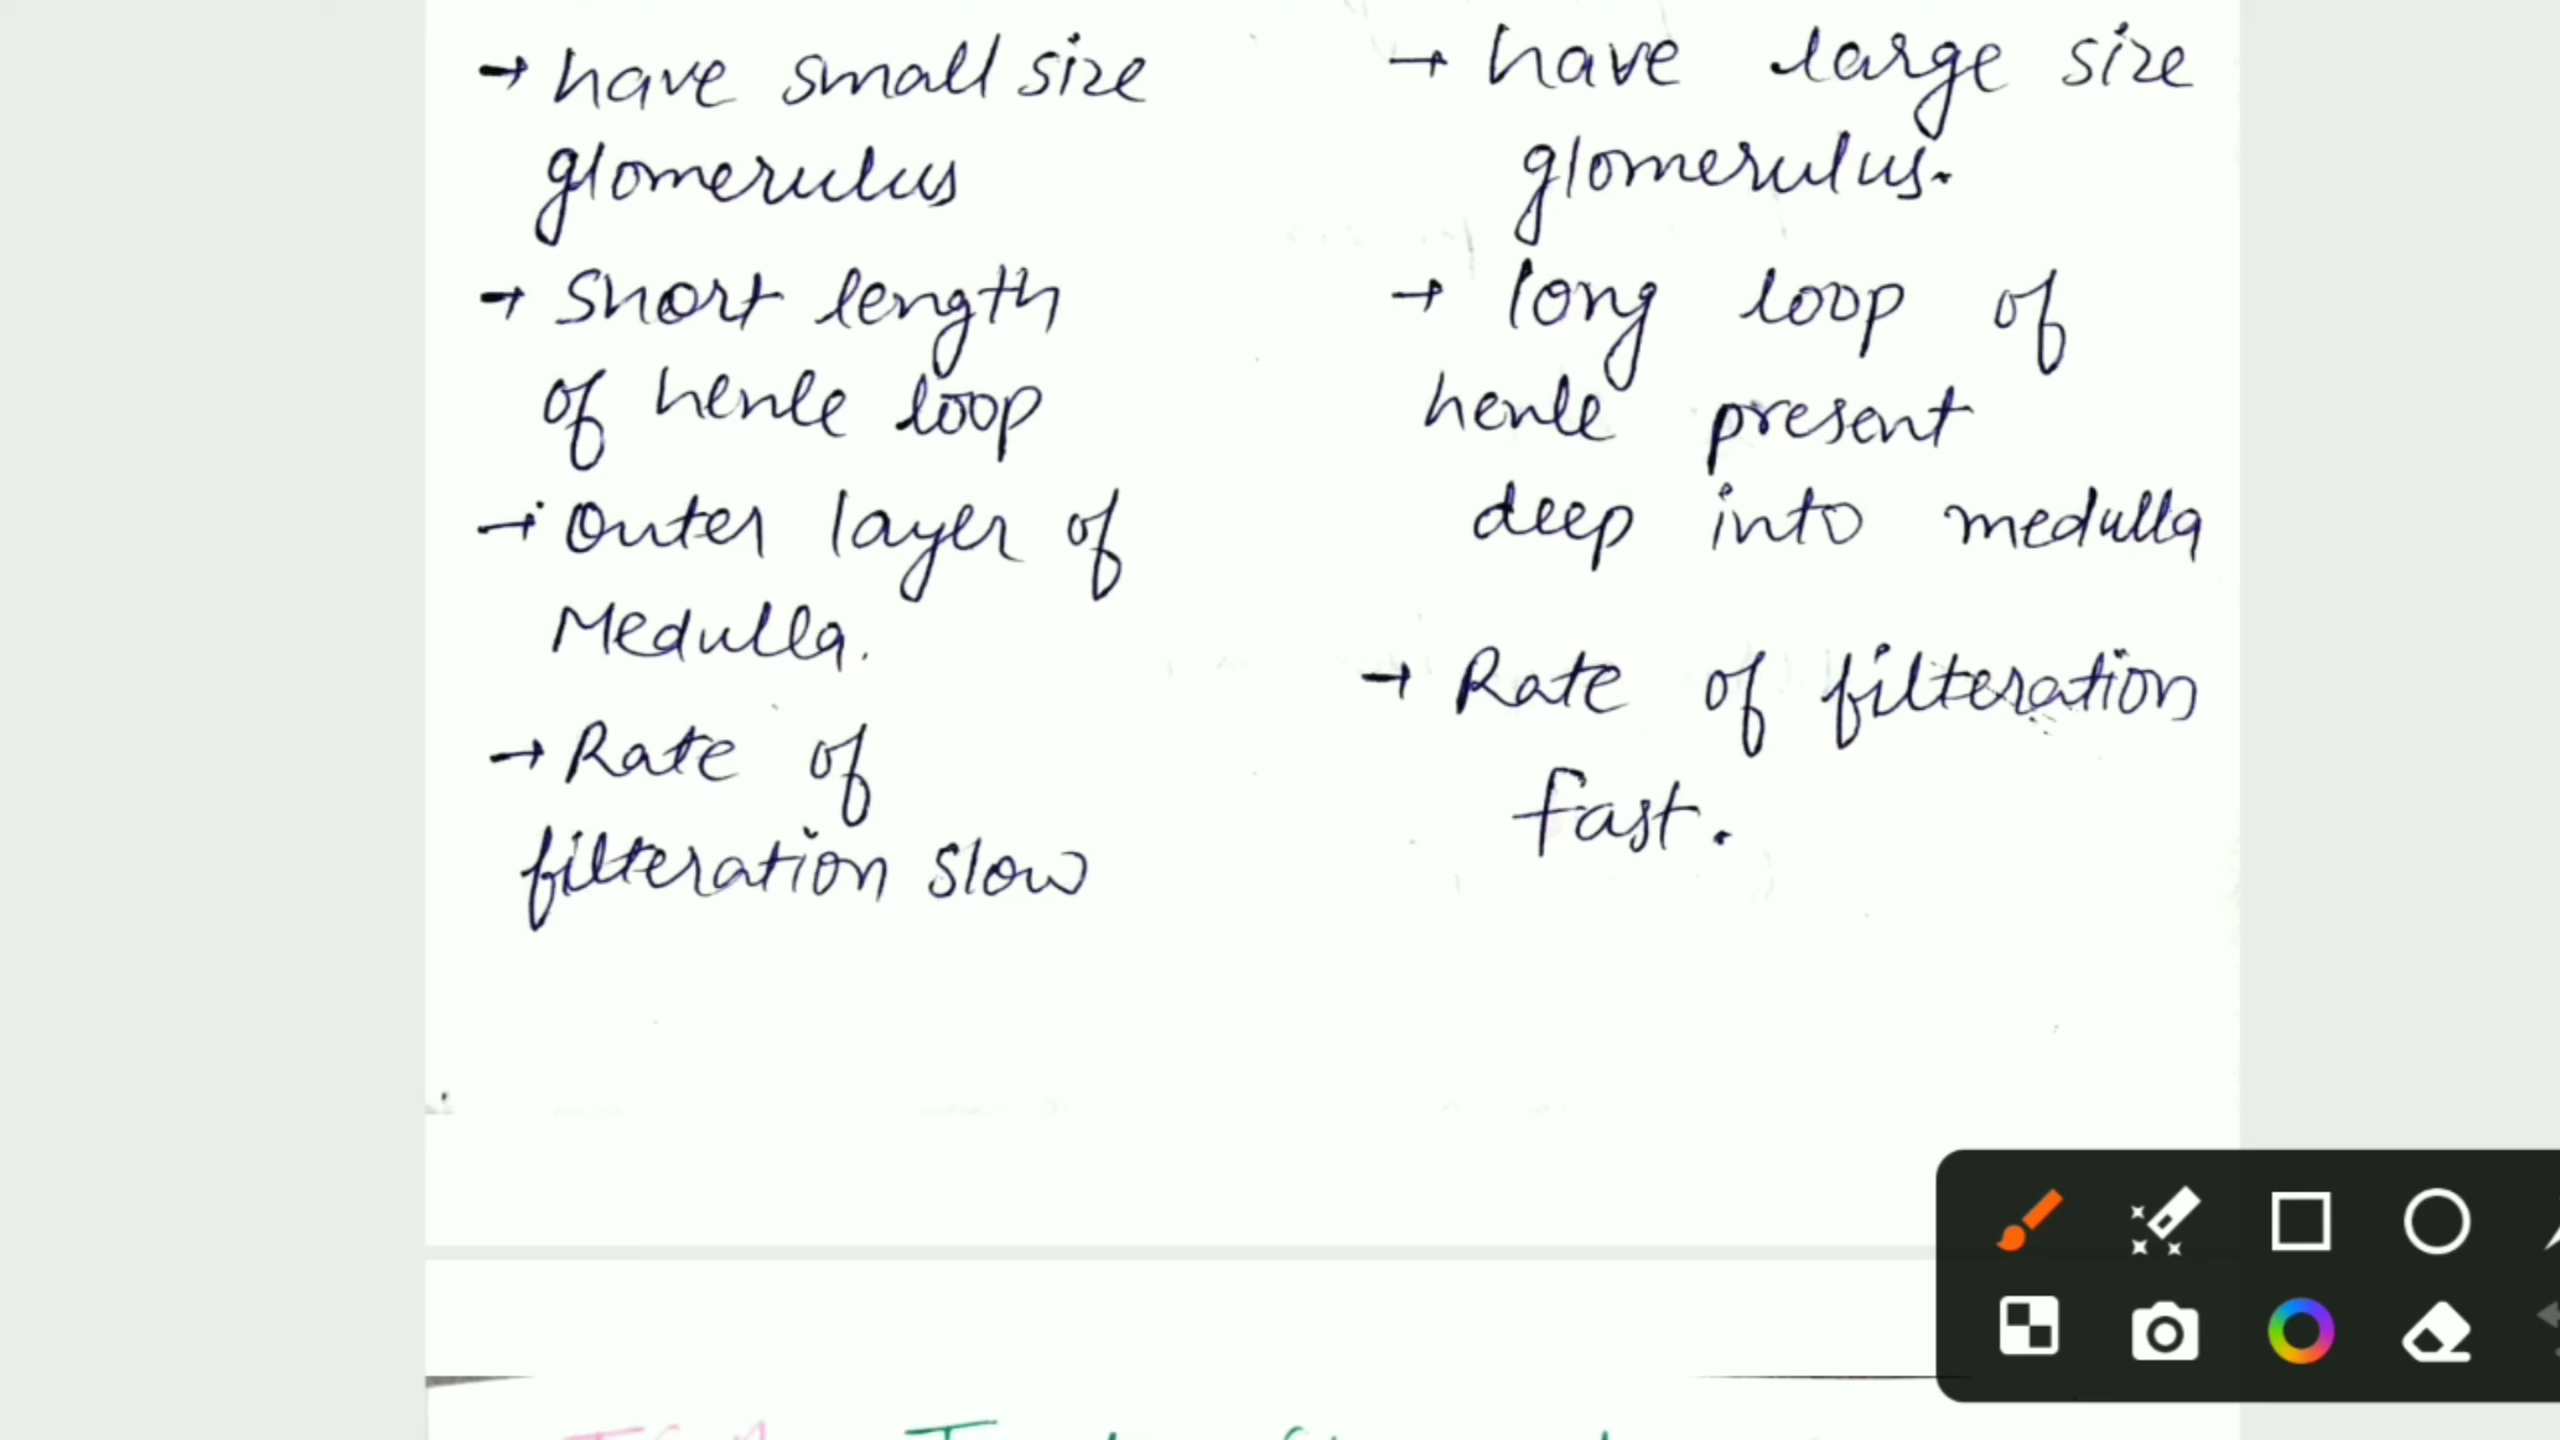 → have small size
glomerulus
→ Short length
of henle loop
→ Outer layer of
Medulla.
→ Rate of
filteration slow
→ have large size
glomerulus.
→ long loop of
henle present
deep into medulla
→ Rate of filteration
fast.